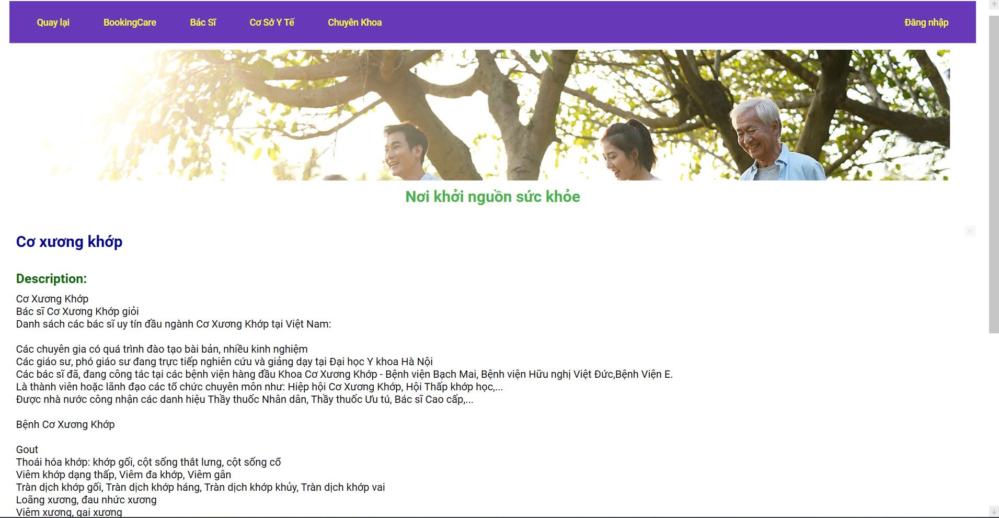 Quay lại BookingCare Bác Sĩ Cơ Sở Y Tế Chuyên Khoa Đăng nhập
Nơi khởi nguồn sức khỏe
Cơ xương khớp
Description:
Cơ Xương Khớp
Bác sĩ Cơ Xương Khớp giỏi
Danh sách các bác sĩ uy tín đầu ngành Cơ Xương Khớp tại Việt Nam:
Các chuyên gia có quá trình đào tạo bài bản, nhiều kinh nghiệm
Các giáo sư, phó giáo sư đang trực tiếp nghiên cứu và giảng dạy tại Đại học Y khoa Hà Nội
Các bác sĩ đã, đang công tác tại các bệnh viện hàng đầu Khoa Cơ Xương Khớp - Bệnh viện Bạch Mai, Bệnh viện Hữu nghị Việt Đức,Bệnh Viện E.
Là thành viên hoặc lãnh đạo các tổ chức chuyên môn như: Hiệp hội Cơ Xương Khớp, Hội Thấp khớp học,...
Được nhà nước công nhận các danh hiệu Thầy thuốc Nhân dân, Thầy thuốc Ưu tú, Bác sĩ Cao cấp,...
Bệnh Cơ Xương Khớp
Gout
Thoái hóa khớp: khớp gối, cột sống thắt lưng, cột sống cổ
Viêm khớp dạng thấp, Viêm đa khớp, Viêm gân
Tràn dịch khớp gối, Tràn dịch khớp háng, Tràn dịch khớp khủy, Tràn dịch khớp vai
Loãng xương, đau nhức xương
Viêm xương, gai xương